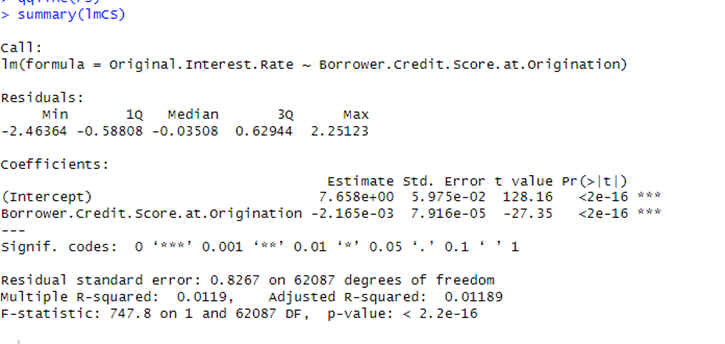 > summary(lmCS)
Call:
lm(formula = Original.Interest.Rate ~ Borrower.Credit.Score.at.Origination)
Residuals:
     Min       1Q   Median       3Q      Max
-2.46364 -0.58808 -0.03508  0.62944  2.25123
Coefficients:
                                       Estimate Std. Error t value Pr(>|t|)
(Intercept)                           7.658e+00  5.975e-02  128.16   <2e-16 ***
Borrower.Credit.Score.at.Origination -2.165e-03  7.916e-05  -27.35   <2e-16 ***
---
Signif. codes:  0 ‘***’ 0.001 ‘**’ 0.01 ‘*’ 0.05 ‘.’ 0.1 ‘ ’ 1
Residual standard error: 0.8267 on 62087 degrees of freedom
Multiple R-squared:  0.0119,    Adjusted R-squared:  0.01189
F-statistic: 747.8 on 1 and 62087 DF,  p-value: < 2.2e-16